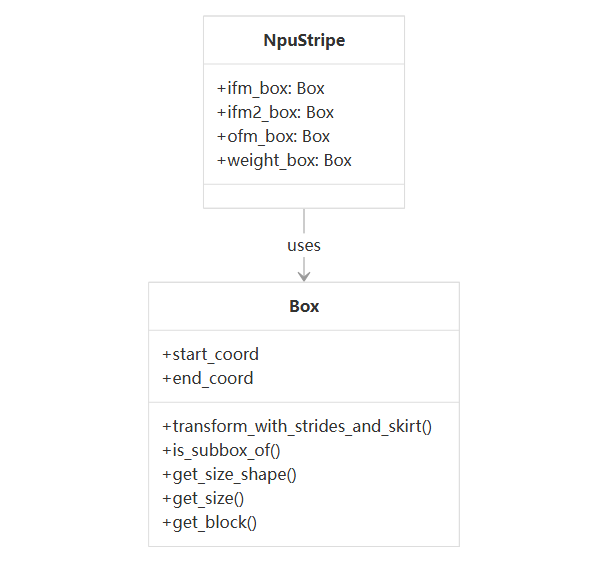 NpuStripe
+ifm_box: Box
+ifm2_box: Box
+ofm_box: Box
+weight_box: Box
uses
Box
+start_coord
+end_coord
+transform_with_strides_and_skirt()
+is_subbox_of()
+get_size_shape()
+get_size()
+get_block()